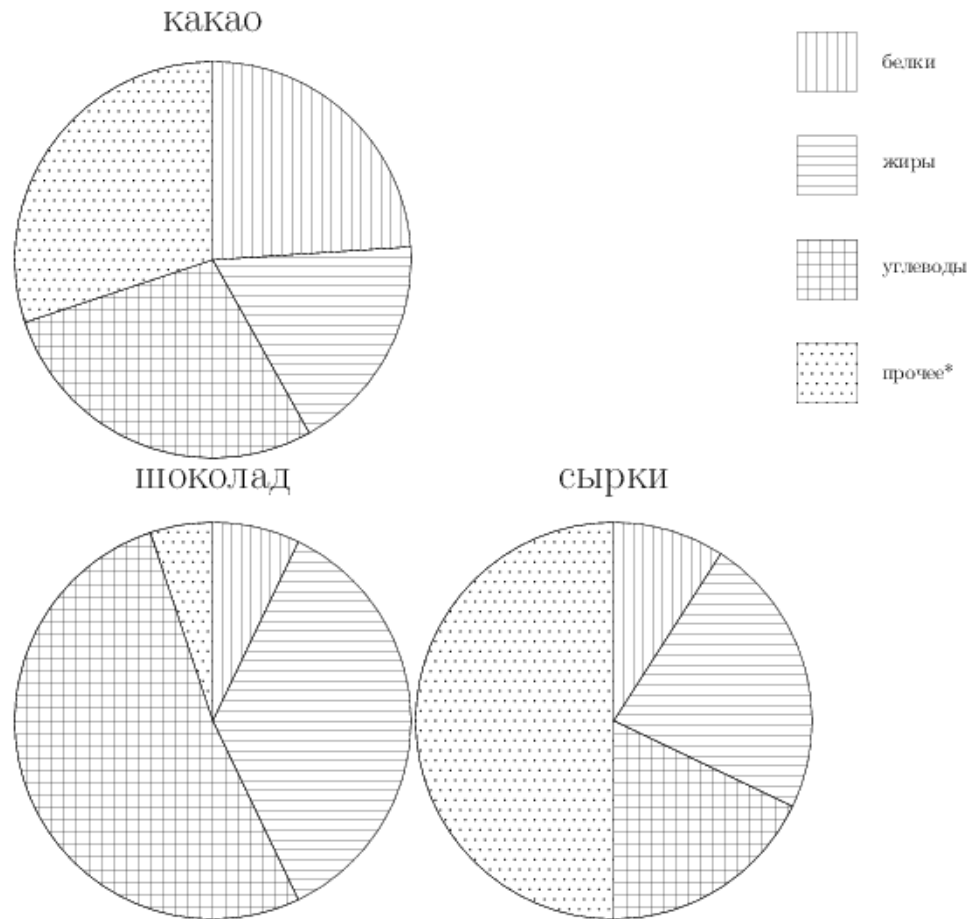 какао
белки
жиры
углеводы
прочее*
шоколад
сырки